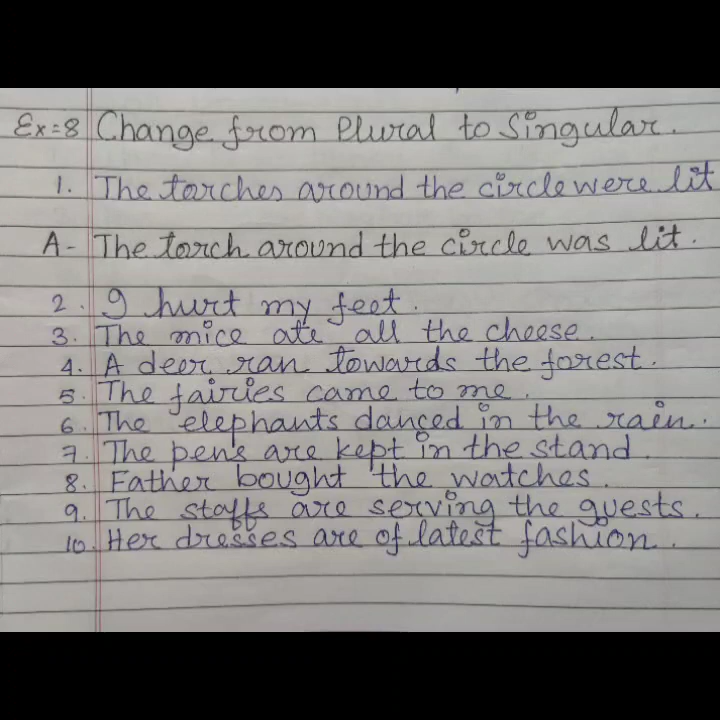 Ex=8 Change from Plural to Singular.
1. The torches around the circle were lit
A- The torch around the circle was lit.
2. I hurt my feet.
3. The mice ate all the cheese.
4. A deer ran towards the forest.
5. The fairies came to me.
6. The elephants danced in the rain.
7. The pens are kept in the stand.
8. Father bought the watches.
9. The staffs are serving the guests.
10. Her dresses are of latest fashion.